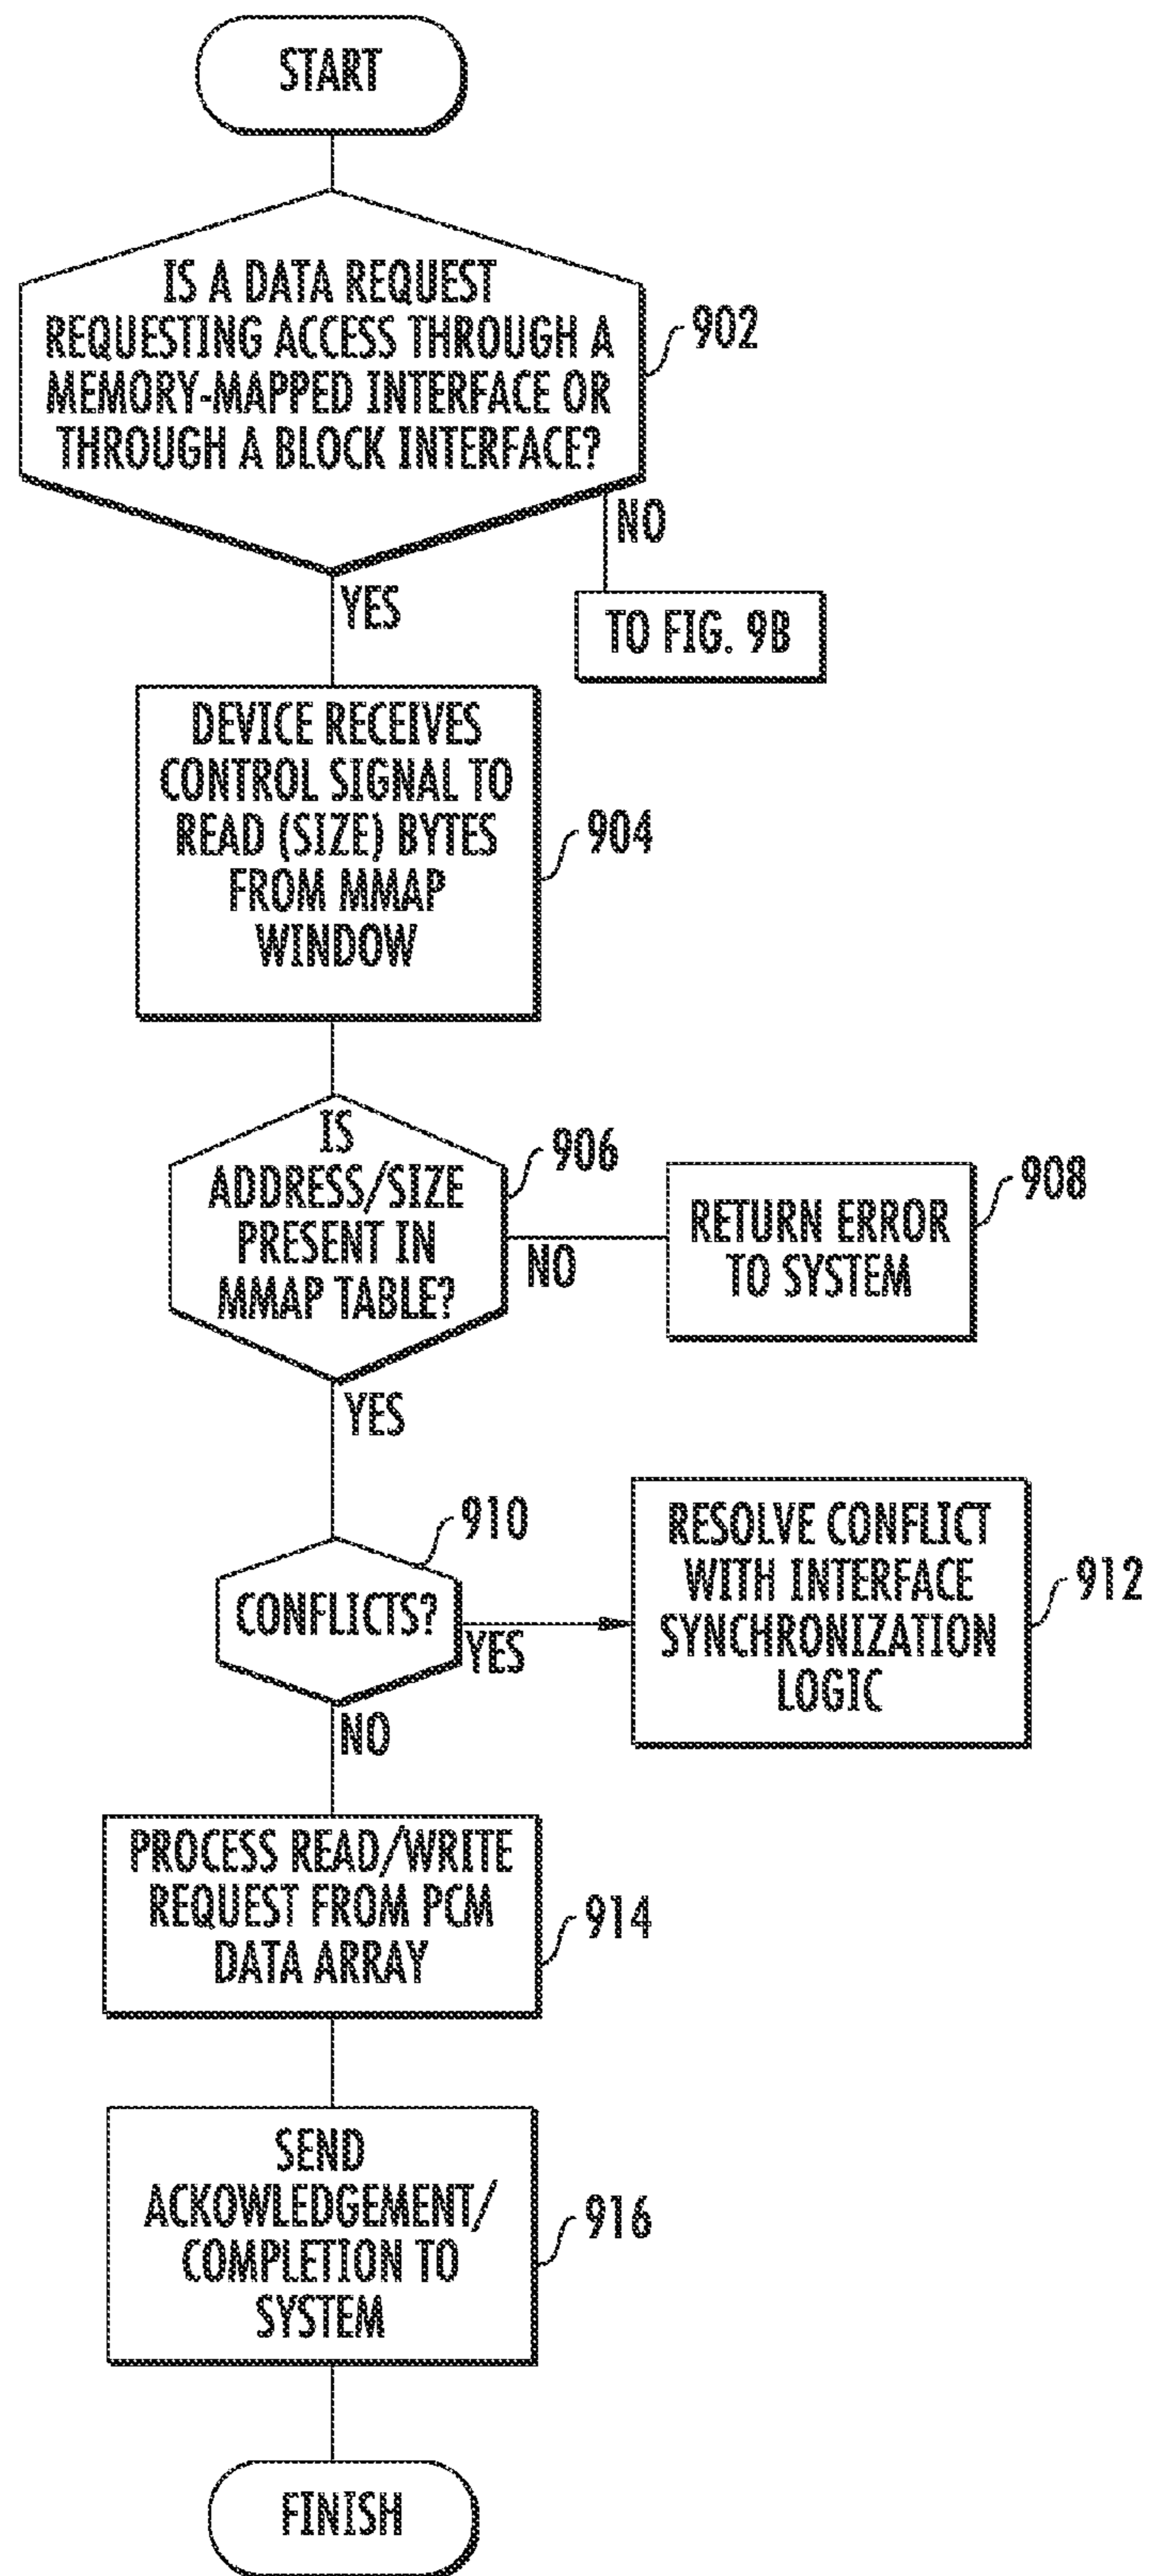 START
IS A DATA REQUEST
REQUESTING ACCESS THROUGH A
MEMORY-MAPPED INTERFACE OR
THROUGH A BLOCK INTERFACE?
902
NO
TO FIG. 9B
YES
DEVICE RECEIVES
CONTROL SIGNAL TO
READ (SIZE) BYTES
FROM MMAP
WINDOW
904
IS
ADDRESS/SIZE
PRESENT IN
MMAP TABLE?
906
NO
RETURN ERROR
TO SYSTEM
908
YES
CONFLICTS?
910
YES
RESOLVE CONFLICT
WITH INTERFACE
SYNCHRONIZATION
LOGIC
912
NO
PROCESS READ/WRITE
REQUEST FROM PCM
DATA ARRAY
914
SEND
ACKOWLEDGEMENT/
COMPLETION TO
SYSTEM
916
FINISH